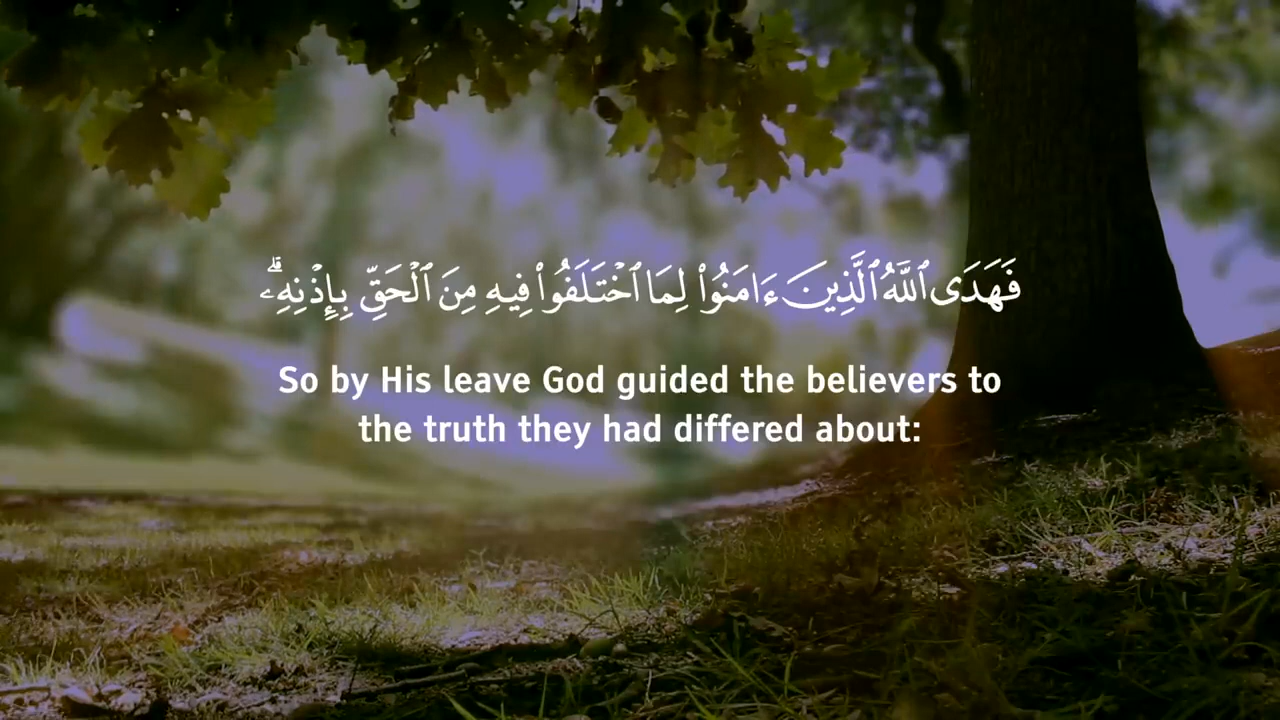 فَهَدَى ٱللَّهُ ٱلَّذِينَ ءَامَنُوا۟ لِمَا ٱخْتَلَفُوا۟ فِيهِ مِنَ ٱلْحَقِّ بِإِذْنِهِۦ ۗ
So by His leave God guided the believers to
the truth they had differed about: